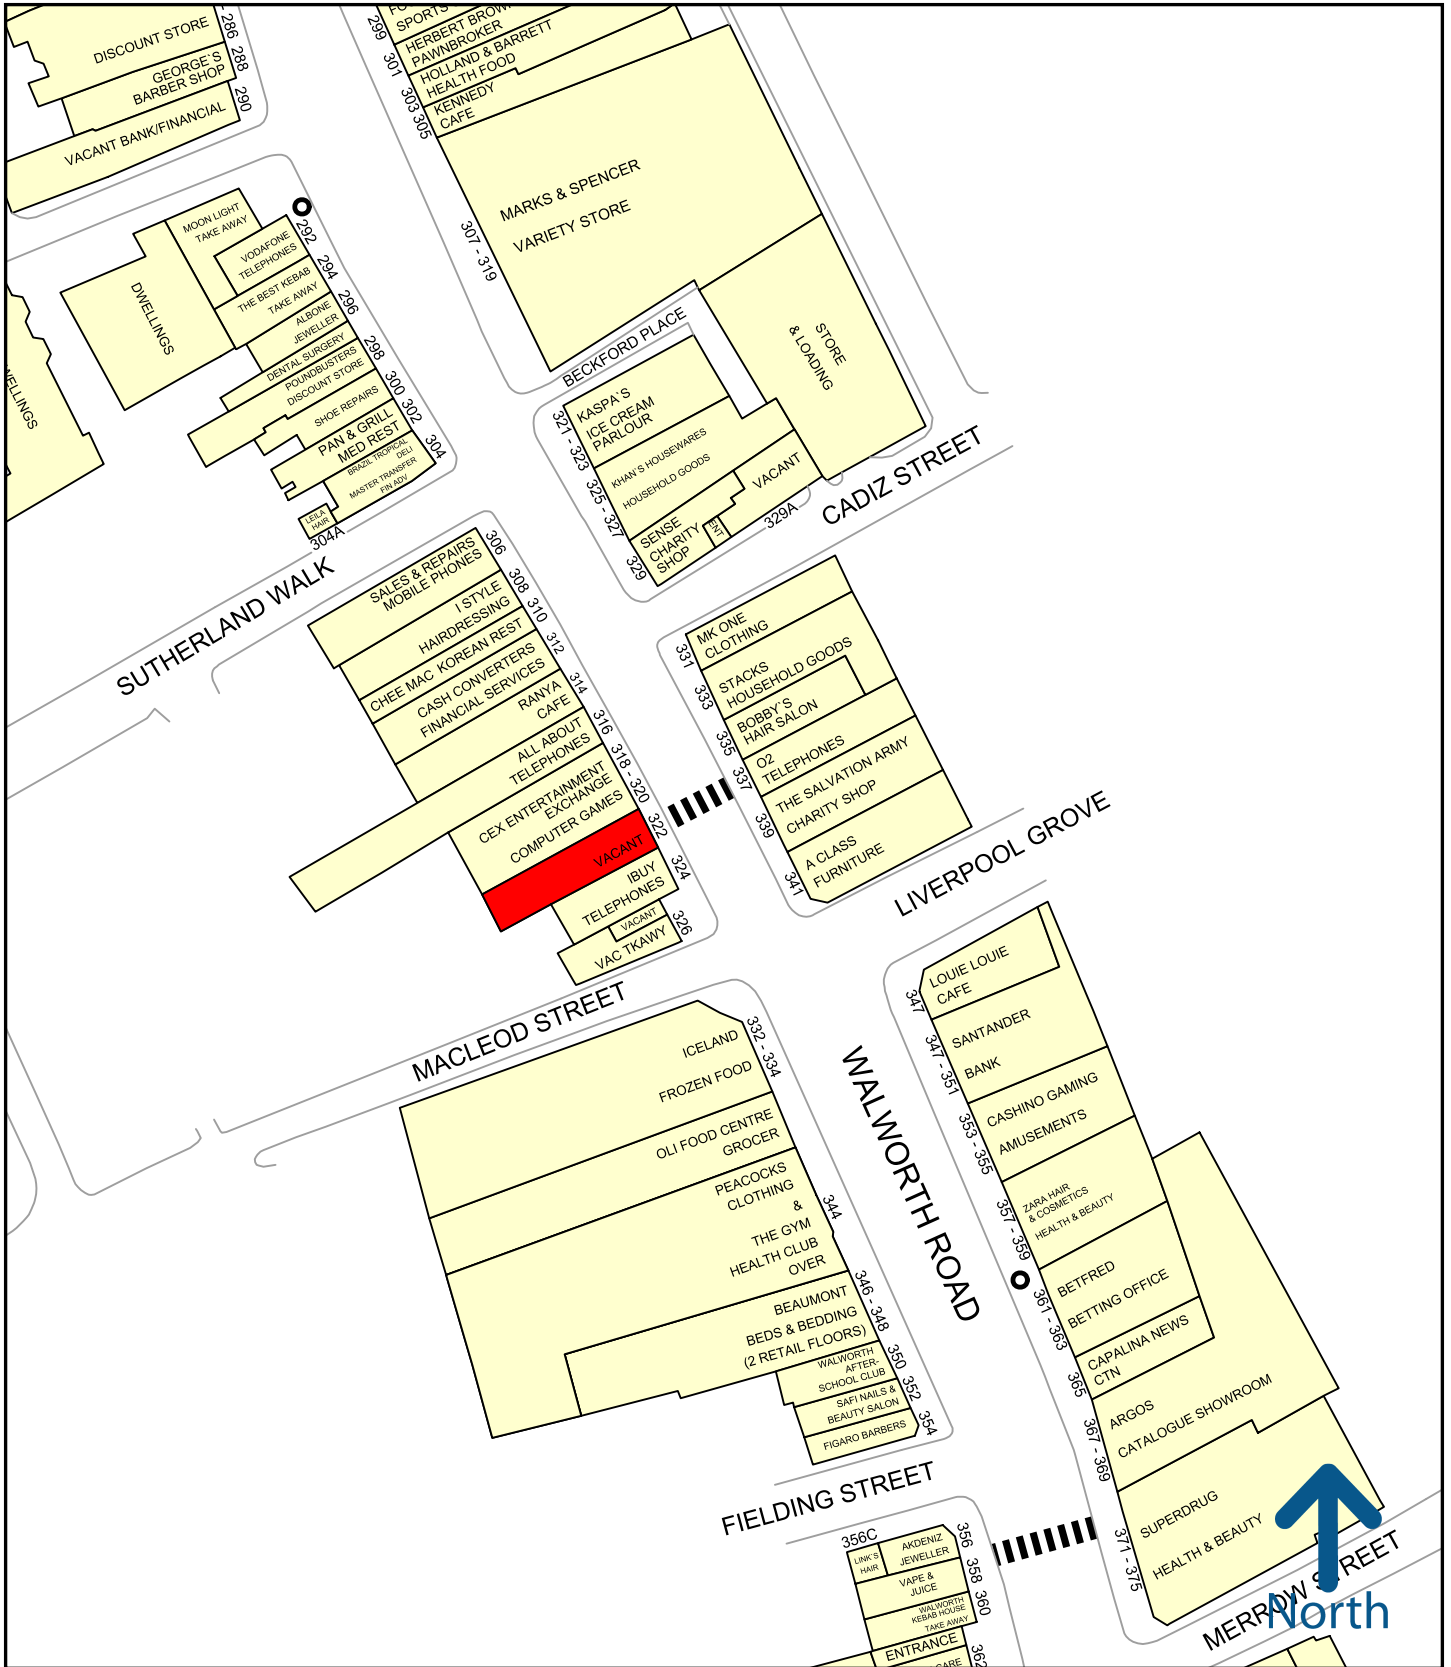 DISCOUNT STORE
286
GEORGE`S
BARBER SHOP
288
VACANT BANK/FINANCIAL
290
299
SPORTS
HERBERT BROWN
PAWNBROKER
301
HOLLAND & BARRETT
HEALTH FOOD
303
KENNEDY
CAFE
305
MARKS & SPENCER
VARIETY STORE
307 - 319
STORE
& LOADING
BECKFORD PLACE
MOON LIGHT
TAKE AWAY
DWELLINGS
WELLINGS
VODAFONE
TELEPHONES
292
THE BEST KEBAB
TAKE AWAY
294
ALBONE
JEWELLER
296
DENTAL SURGERY
298
POUNDBUSTERS
DISCOUNT STORE
SHOE REPAIRS
300
PAN & GRILL
MED REST
302
BRAZIL TROPICAL
DELI
MASTER TRANSFER
FIN ADV
304
LEILA
HAIR
304A
KASPA`S
ICE CREAM
PARLOUR
321 - 323
KHAN`S HOUSEWARES
HOUSEHOLD GOODS
325 - 327
SENSE
CHARITY
SHOP
329
ENT
VACANT
329A
CADIZ STREET
SUTHERLAND WALK
SALES & REPAIRS
MOBILE PHONES
306
I STYLE
HAIRDRESSING
308
CHEE MAC KOREAN REST
310
CASH CONVERTERS
FINANCIAL SERVICES
312
RANYA
CAFE
314
ALL ABOUT
TELEPHONES
316
CEX ENTERTAINMENT
EXCHANGE
COMPUTER GAMES
318 - 320
VACANT
322
IBUY
TELEPHONES
324
VACANT
VAC TKAWY
326
MK ONE
CLOTHING
331
STACKS
HOUSEHOLD GOODS
333
BOBBY`S
HAIR SALON
335
O2
TELEPHONES
337
THE SALVATION ARMY
CHARITY SHOP
339
A CLASS
FURNITURE
341
LIVERPOOL GROVE
MACLEOD STREET
WALWORTH ROAD
LOUIE LOUIE
CAFE
347
SANTANDER
BANK
347 - 351
CASHINO GAMING
AMUSEMENTS
353 - 355
ZARA HAIR
& COSMETICS
HEALTH & BEAUTY
357 - 359
BETFRED
BETTING OFFICE
361 - 363
CAPALINA NEWS
CTN
365
ARGOS
CATALOGUE SHOWROOM
367 - 369
SUPERDRUG
HEALTH & BEAUTY
371 - 375
ICELAND
FROZEN FOOD
332 - 334
OLI FOOD CENTRE
GROCER
PEACOCKS
CLOTHING
&
THE GYM
HEALTH CLUB
OVER
344
BEAUMONT
BEDS & BEDDING
(2 RETAIL FLOORS)
346 - 348
WALWORTH
AFTER-
SCHOOL CLUB
350
SAFI NAILS &
BEAUTY SALON
352
FIGARO BARBERS
354
FIELDING STREET
356C
LINK`S
HAIR
AKDENIZ
JEWELLER
356
VAPE &
JUICE
358
WALWORTH
KEBAB HOUSE
TAKE AWAY
360
ENTRANCE
362
CARE
MERROW STREET
North